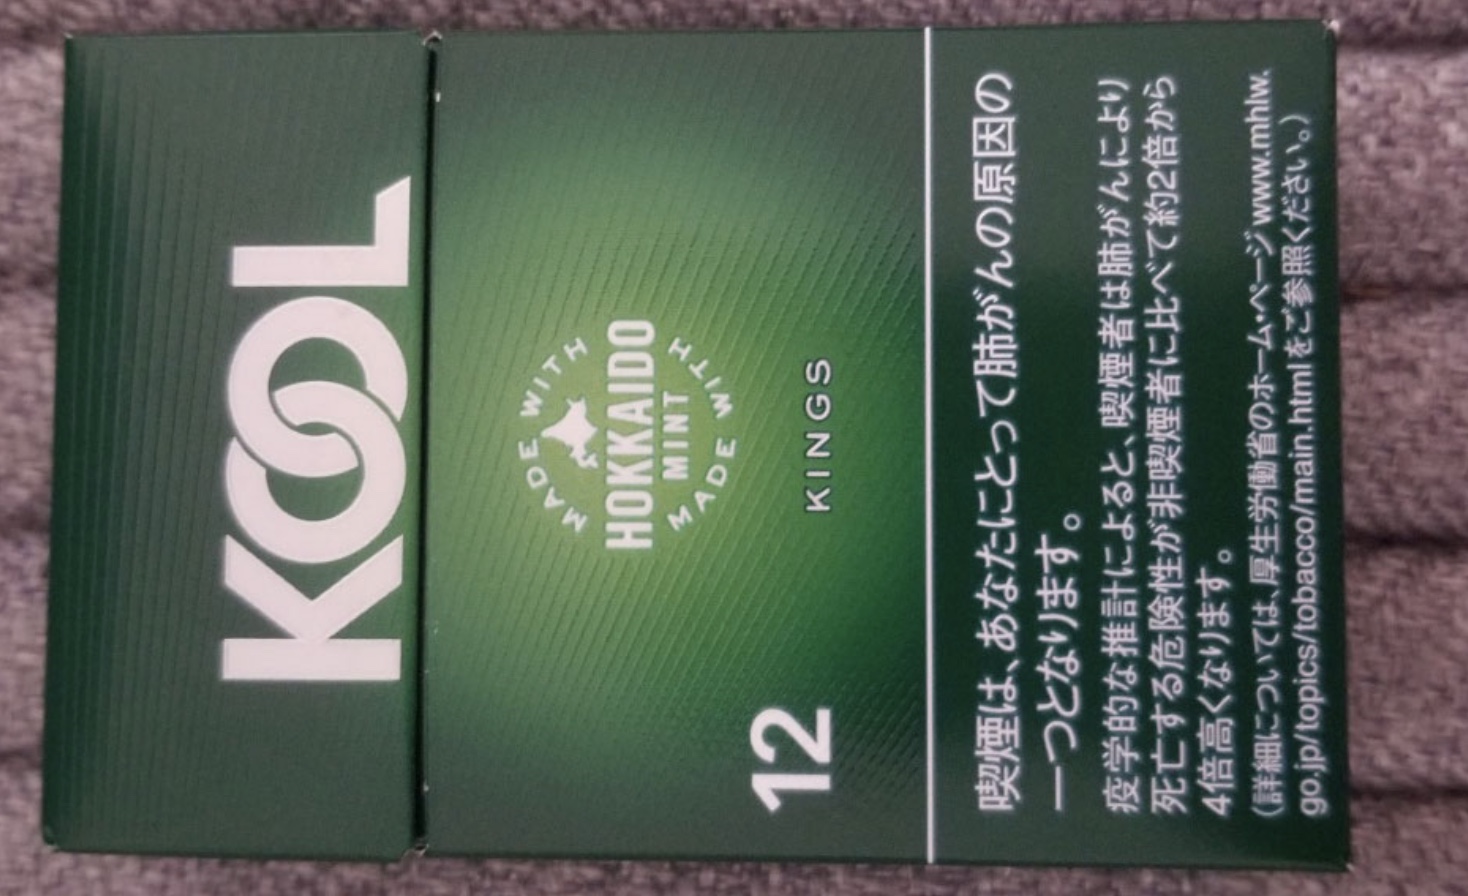 KOOL
MADE WITH
HOKKAIDO
MINT
MADE WITH
KINGS
12
喫煙は、あなたにとって肺がんの原因の
一つとなります。
疫学的な推計によると、喫煙者は肺がんにより
死亡する危険性が非喫煙者に比べて約2倍から
4倍高くなります。
(詳細については、厚生労働省のホーム・ページwww.mhlw.
go.jp/topics/tobacco/main.htmlをご参照ください。)